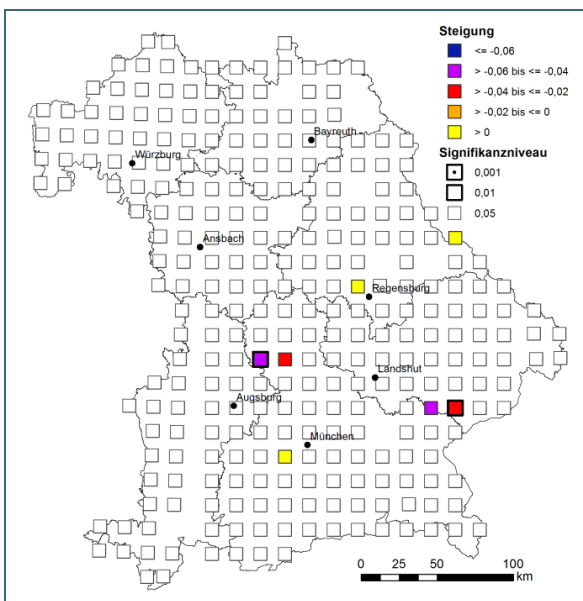 Steigung
<= -0,06
> -0,06 bis <= -0,04
> -0,04 bis <= -0,02
> -0,02 bis <= 0
> 0
Signifikanzniveau
0,001
0,01
0,05
Bayreuth
Würzburg
Ansbach
Regensburg
Landshut
Augsburg
München
0 25 50 100
km